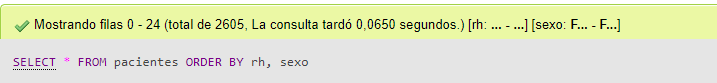 Mostrando filas 0 - 24 (total de 2605, La consulta tardó 0,0650 segundos.) [rh: ... - ...] [sexo: F... - F...]
SELECT * FROM pacientes ORDER BY rh, sexo